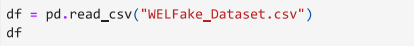 df = pd.read_csv("WELFake_Dataset.csv")
df